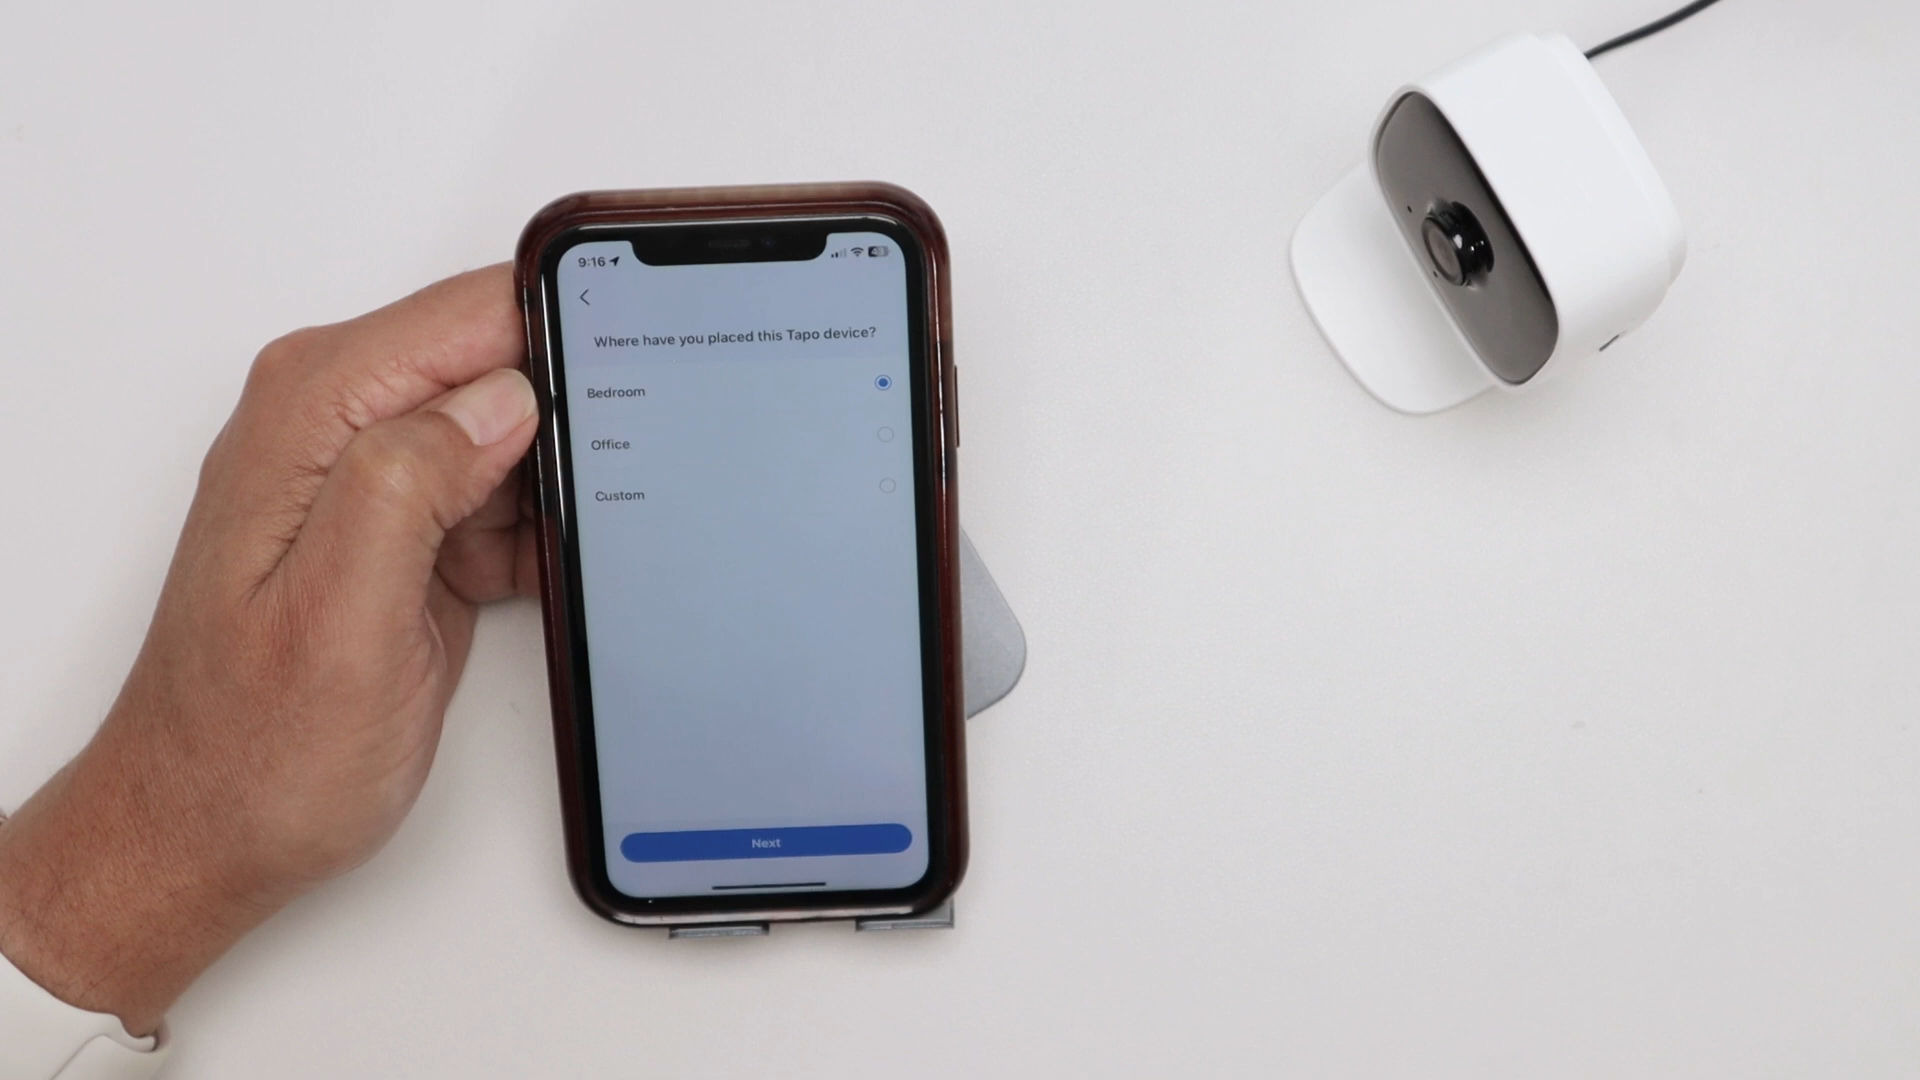 9:16
Where have you placed this Tapo device?
Bedroom
Office
Custom
Next